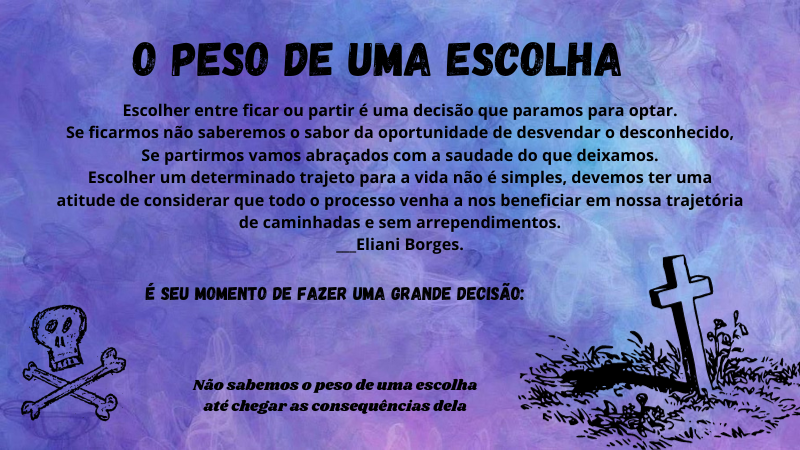 O PESO DE UMA ESCOLHA
Escolher entre ficar ou partir é uma decisão que paramos para optar.
Se ficarmos não saberemos o sabor da oportunidade de desvendar o desconhecido,
Se partirmos vamos abraçados com a saudade do que deixamos.
Escolher um determinado trajeto para a vida não é simples, devemos ter uma
atitude de considerar que todo o processo venha a nos beneficiar em nossa trajetória
de caminhadas e sem arrependimentos.
___Eliani Borges.
É SEU MOMENTO DE FAZER UMA GRANDE DECISÃO:
Não sabemos o peso de uma escolha
até chegar as consequências dela